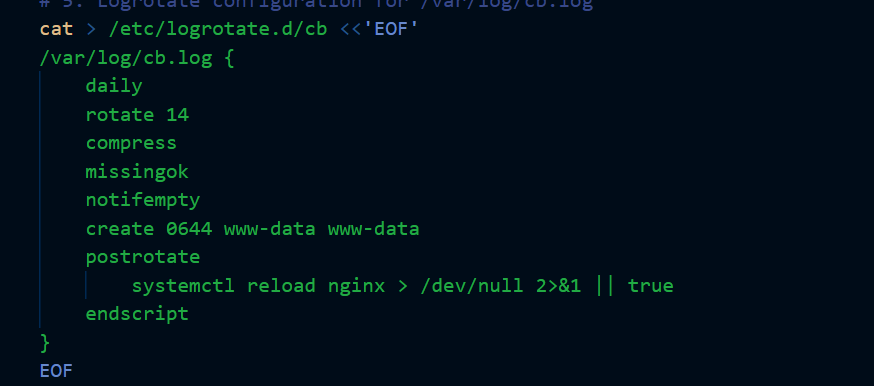 # 5. Logrotate configuration for /var/log/cb.log
cat > /etc/logrotate.d/cb <<'EOF'
/var/log/cb.log {
    daily
    rotate 14
    compress
    missingok
    notifempty
    create 0644 www-data www-data
    postrotate
        systemctl reload nginx > /dev/null 2>&1 || true
    endscript
}
EOF